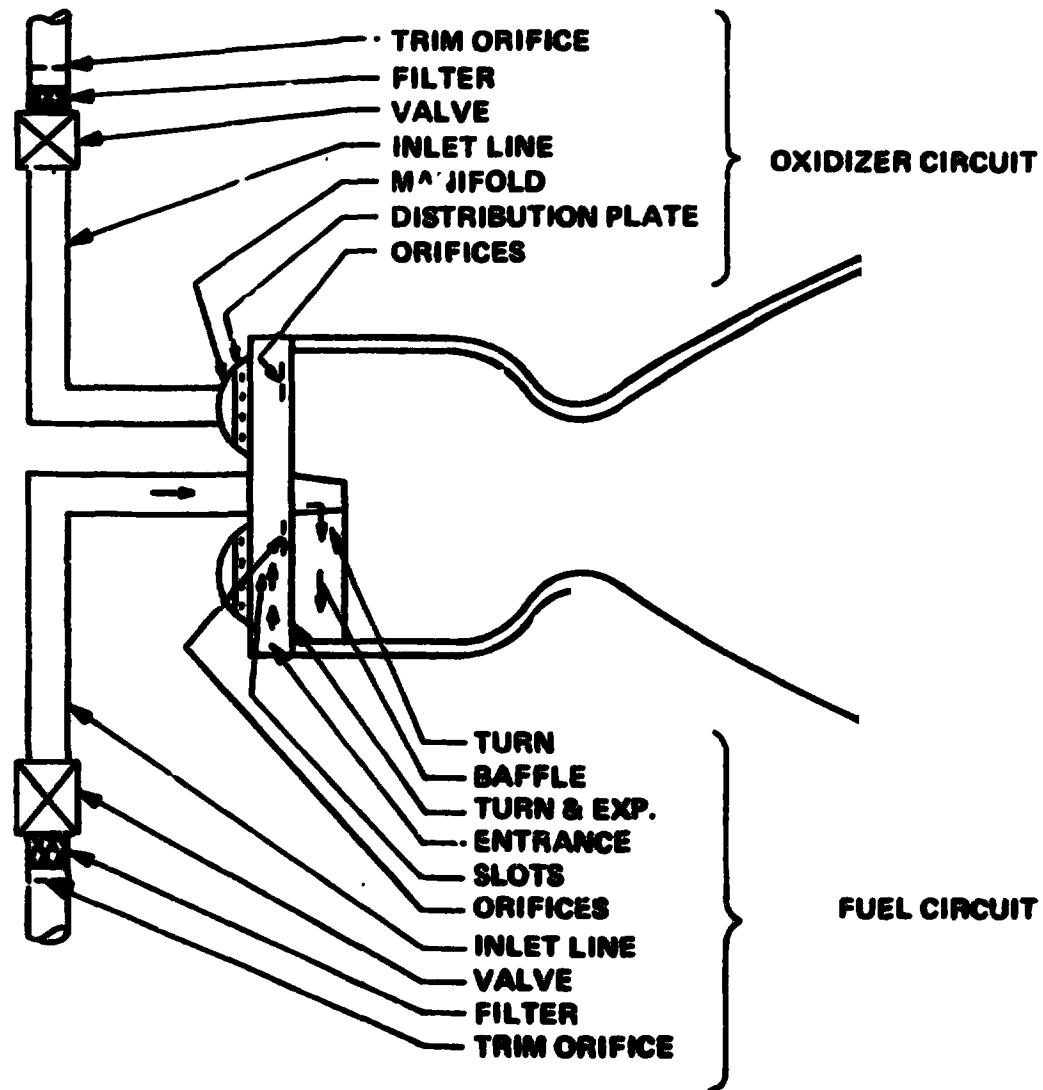 TRIM ORIFICE
FILTER
VALVE
INLET LINE
DISTRIBUTION PLATE
ORIFICES
OXIDIZER CIRCUIT
TURN
BAFFLE
TURN & EXP.
ENTRANCE
SLOTS
ORIFICES
INLET LINE
VALVE
FILTER
TRIM ORIFICE
FUEL CIRCUIT